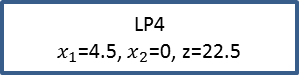 LP4
𝑥₁=4.5, 𝑥₂=0, z=22.5